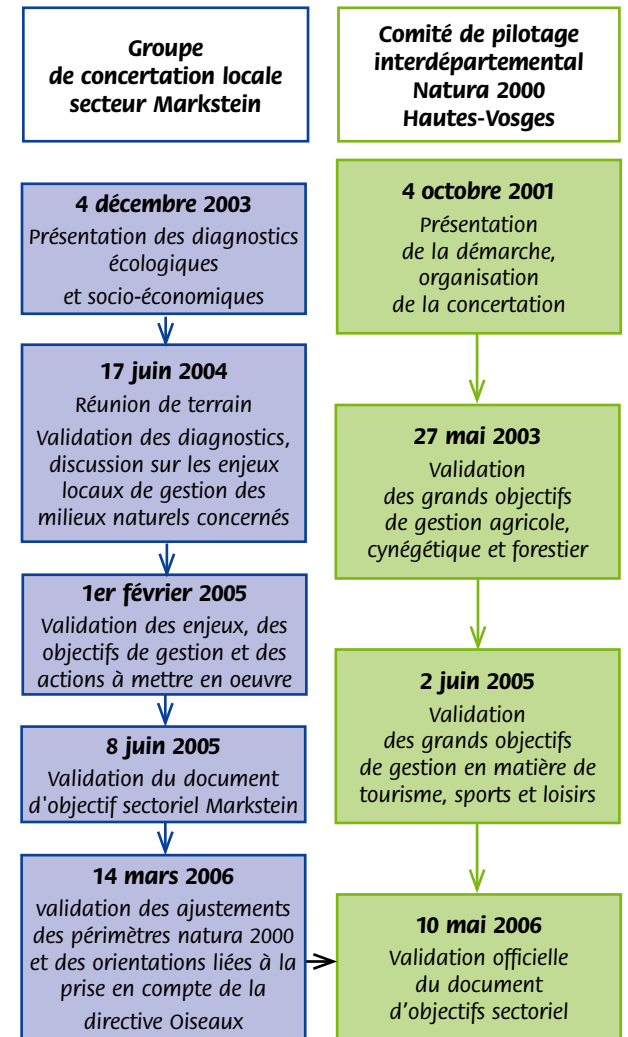 Groupe
de concertation locale
secteur Markstein
4 décembre 2003
Présentation des diagnostics
écologiques
et socio-économiques
17 juin 2004
Réunion de terrain
Validation des diagnostics,
discussion sur les enjeux
locaux de gestion des
milieux naturels concernés
1er février 2005
Validation des enjeux, des
objectifs de gestion et des
actions à mettre en oeuvre
8 juin 2005
Validation du document
d'objectif sectoriel Markstein
14 mars 2006
validation des ajustements
des périmètres natura 2000
et des orientations liées à la
prise en compte de la
directive Oiseaux
Comité de pilotage
interdépartemental
Natura 2000
Hautes-Vosges
4 octobre 2001
Présentation
de la démarche,
organisation
de la concertation
27 mai 2003
Validation
des grands objectifs
de gestion agricole,
cynégétique et forestier
2 juin 2005
Validation
des grands objectifs
de gestion en matière de
tourisme, sports et loisirs
10 mai 2006
Validation officielle
du document
d'objectifs sectoriel